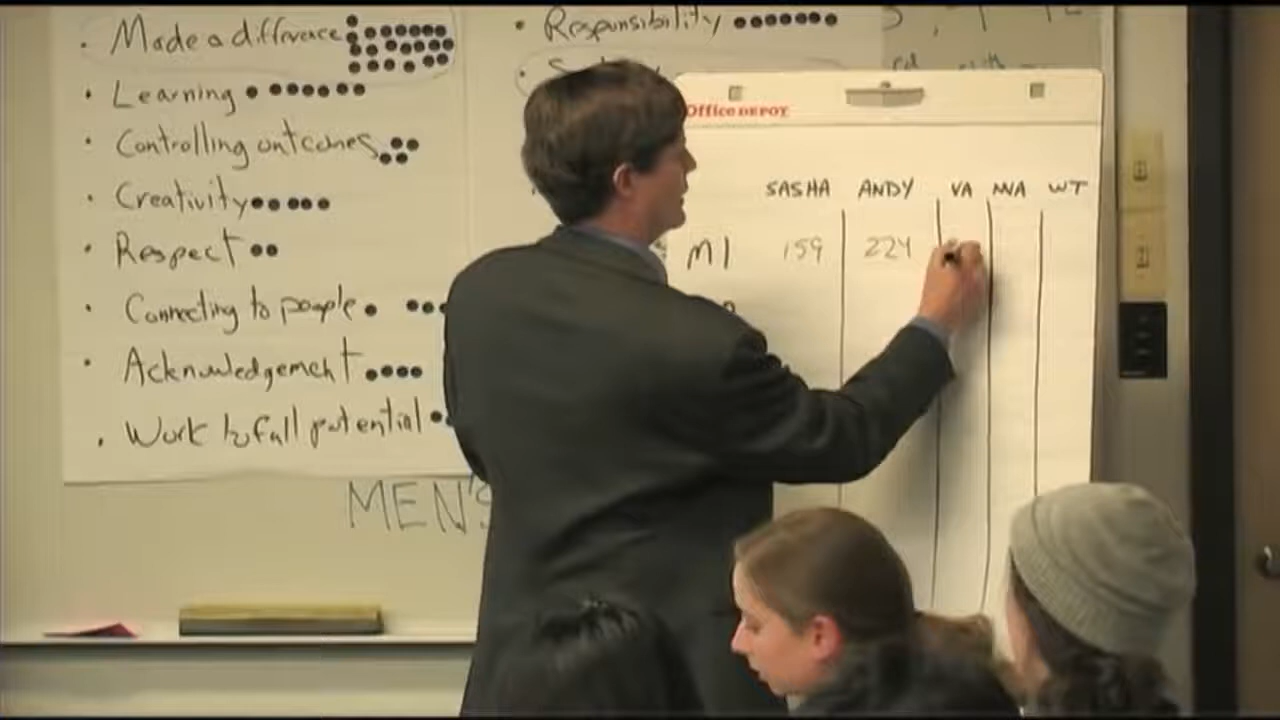 • Made a difference
• Learning
• Controlling outcomes
• Creativity
• Respect
• Connecting to people
• Acknowledgement
• Work to full potential
MEN'S
• Responsibility
Office DEPOT
SASHA ANDY VA NVA WT
M1 159 224